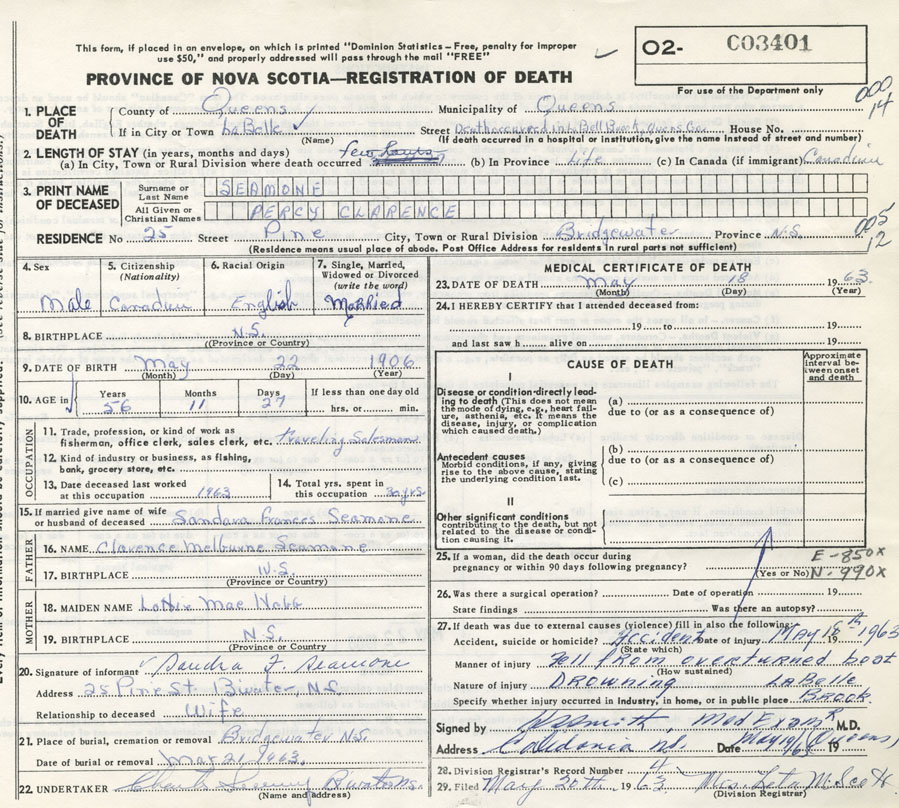 This form, if placed in an envelope, on which is printed "Dominion Statistics—Free, penalty for improper
use $50," and properly addressed will pass through the mail "FREE"
O2- C03401
For use of the Department only
PROVINCE OF NOVA SCOTIA—REGISTRATION OF DEATH
000
14
1. PLACE OF DEATH
County of Queens Municipality of Queens
If in City or Town LaBelle Street House No.
(Name) (If death occurred in a hospital or institution, give the name instead of street and number)
2. LENGTH OF STAY (in years, months and days)
(a) In City, Town or Rural Division where death occurred few hours (b) In Province Life (c) In Canada (if immigrant) Canadian
3. PRINT NAME OF DECEASED
Surname or Last Name SEAMONE
All Given or Christian Names PERCY CLARENCE
005
12
RESIDENCE No 25 Street Pine City, Town or Rural Division Bridgewater Province N.S.
(Residence means usual place of abode. Post Office Address for residents in rural parts not sufficient)
4. Sex Male
5. Citizenship (Nationality) Canadian
6. Racial Origin English
7. Single, Married, Widowed or Divorced (write the word) Married
8. BIRTHPLACE N.S.
(Province or Country)
9. DATE OF BIRTH May 22 1906
(Month) (Day) (Year)
10. AGE in Years 56 Months 11 Days 27 If less than one day old hrs. or min.
OCCUPATION
11. Trade, profession, or kind of work as fisherman, office clerk, sales clerk, etc. Traveling Salesman
12. Kind of industry or business, as fishing, bank, grocery store, etc.
13. Date deceased last worked at this occupation 1963
14. Total yrs. spent in this occupation
15. If married give name of wife or husband of deceased Sandara Frances Seamone
FATHER
16. NAME Clarence Melburne Seamone
17. BIRTHPLACE N.S.
(Province or Country)
MOTHER
18. MAIDEN NAME Lottie Mae
19. BIRTHPLACE N.S.
(Province or Country)
20. Signature of informant Sandra F. Seamone
Address 25 Pine St. B'water, N.S.
Relationship to deceased Wife
21. Place of burial, cremation or removal Bridgewater N.S.
Date of burial or removal May 21, 1963.
22. UNDERTAKER
(Name and address)
MEDICAL CERTIFICATE OF DEATH
23. DATE OF DEATH May 18 1963
(Month) (Day) (Year)
24. I HEREBY CERTIFY that I attended deceased from:
19 to 19
and last saw h alive on 19
CAUSE OF DEATH
Approximate interval between onset and death
I
Disease or condition directly leading to death (This does not mean the mode of dying, e.g., heart failure, asthenia, etc. It means the disease, injury, or complication which caused death.)
(a)
due to (or as a consequence of)
Antecedent causes
Morbid conditions, if any, giving rise to the above cause, stating the underlying condition last.
(b)
due to (or as a consequence of)
(c)
II
Other significant conditions
contributing to the death, but not related to the disease or condition causing it.
25. If a woman, did the death occur during pregnancy or within 90 days following pregnancy?
(Yes or No)
E-850X
N-990X
26. Was there a surgical operation? Date of operation 19
State findings Was there an autopsy?
27. If death was due to external causes (violence) fill in also the following:
Accident, suicide or homicide? Accident Date of injury May 18th 1963
(State which)
Manner of injury Fell from overturned boat
(How sustained)
Nature of injury DROWNING LaBelle
Specify whether injury occurred in industry, in home, or in public place BROOK
Signed by Med Exam M.D.
Address Caledonia N.S. Date 19
(Queens)
28. Division Registrar's Record Number 4
29. Filed May 20th 1963
(Division Registrar)